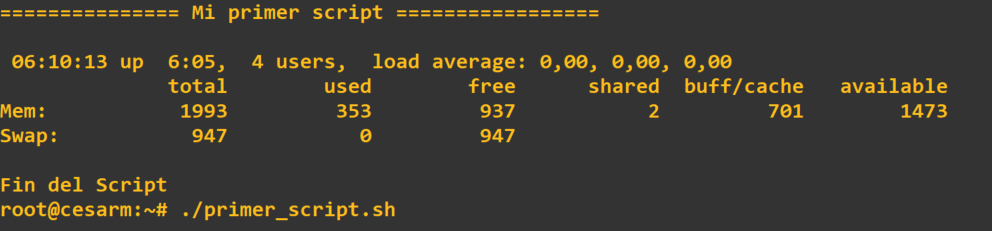 =============== Mi primer script =================
06:10:13 up  6:05,  4 users,  load average: 0,00, 0,00, 0,00
              total        used        free      shared  buff/cache   available
Mem:           1993         353         937           2         701        1473
Swap:           947           0         947
Fin del Script
root@cesarm:~# ./primer_script.sh